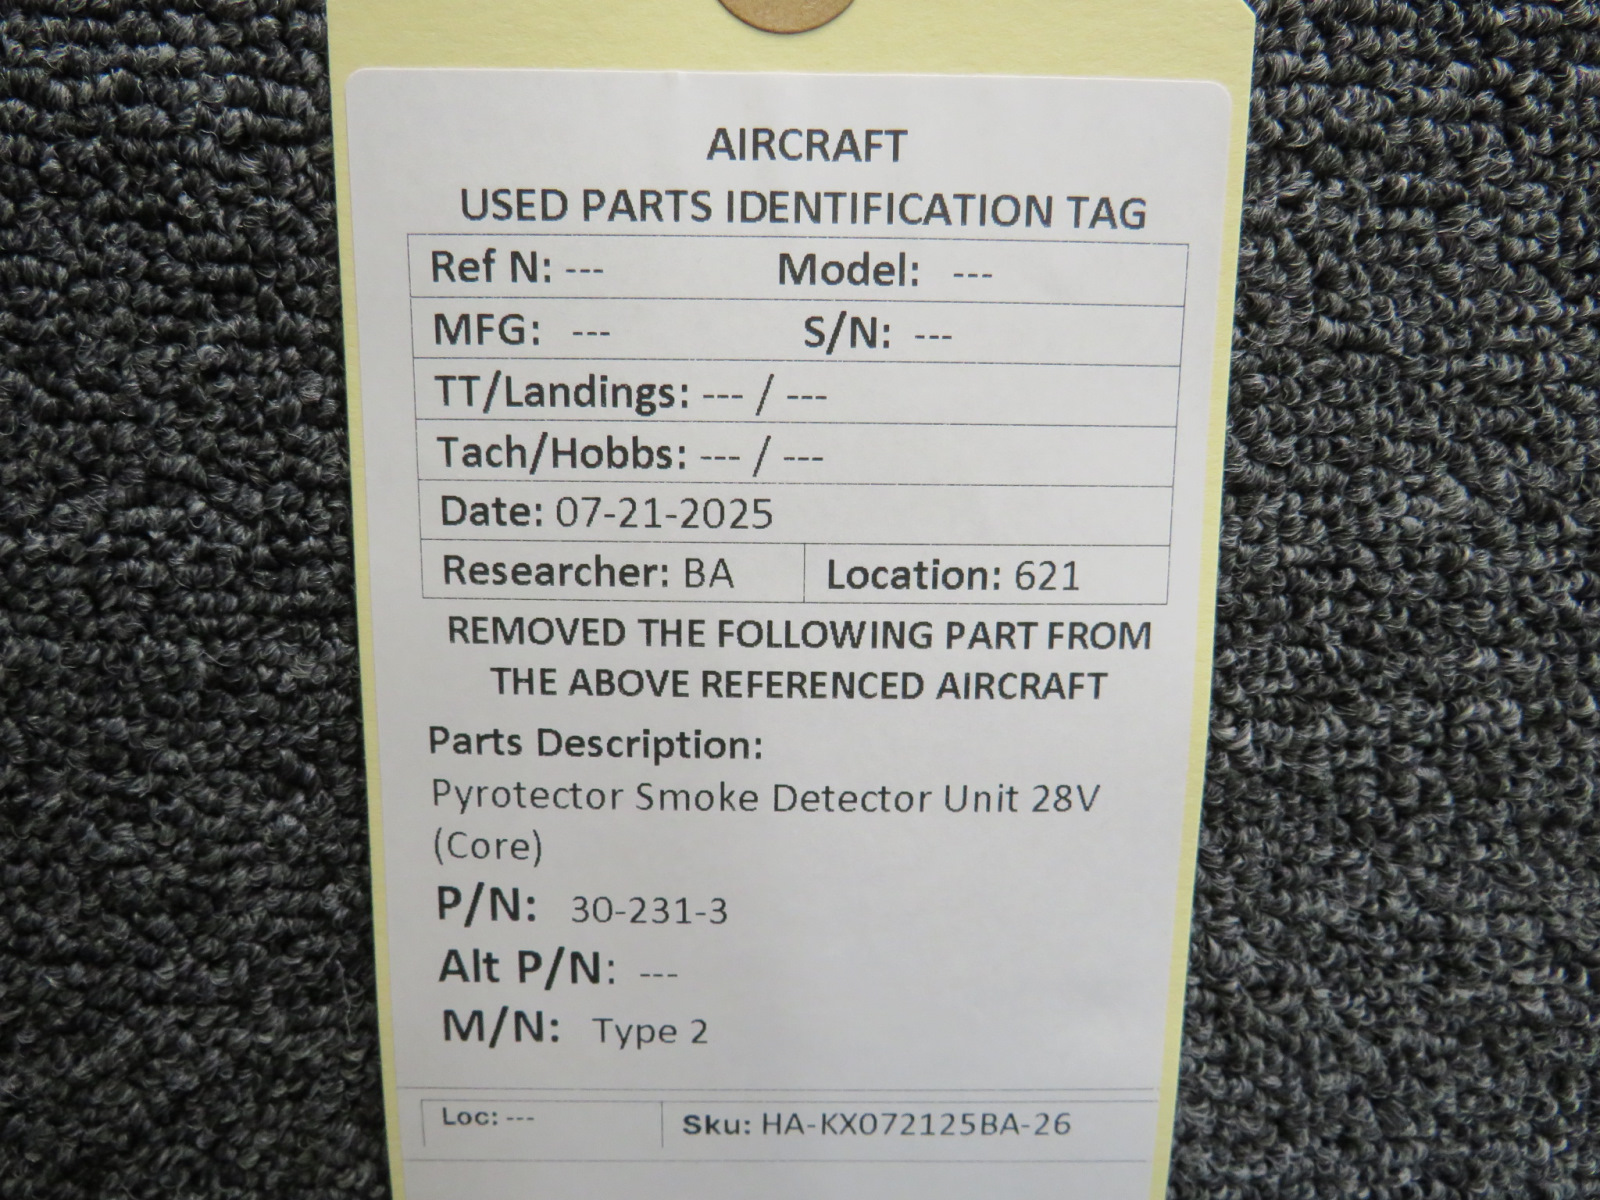 AIRCRAFT
USED PARTS IDENTIFICATION TAG
Ref N: --- Model: ---
MFG: --- S/N: ---
TT/Landings: --- / ---
Tach/Hobbs: --- / ---
Date: 07-21-2025
Researcher: BA Location: 621
REMOVED THE FOLLOWING PART FROM
THE ABOVE REFERENCED AIRCRAFT
Parts Description:
Pyrotector Smoke Detector Unit 28V
(Core)
P/N: 30-231-3
Alt P/N: ---
M/N: Type 2
Loc: --- Sku: HA-KX072125BA-26